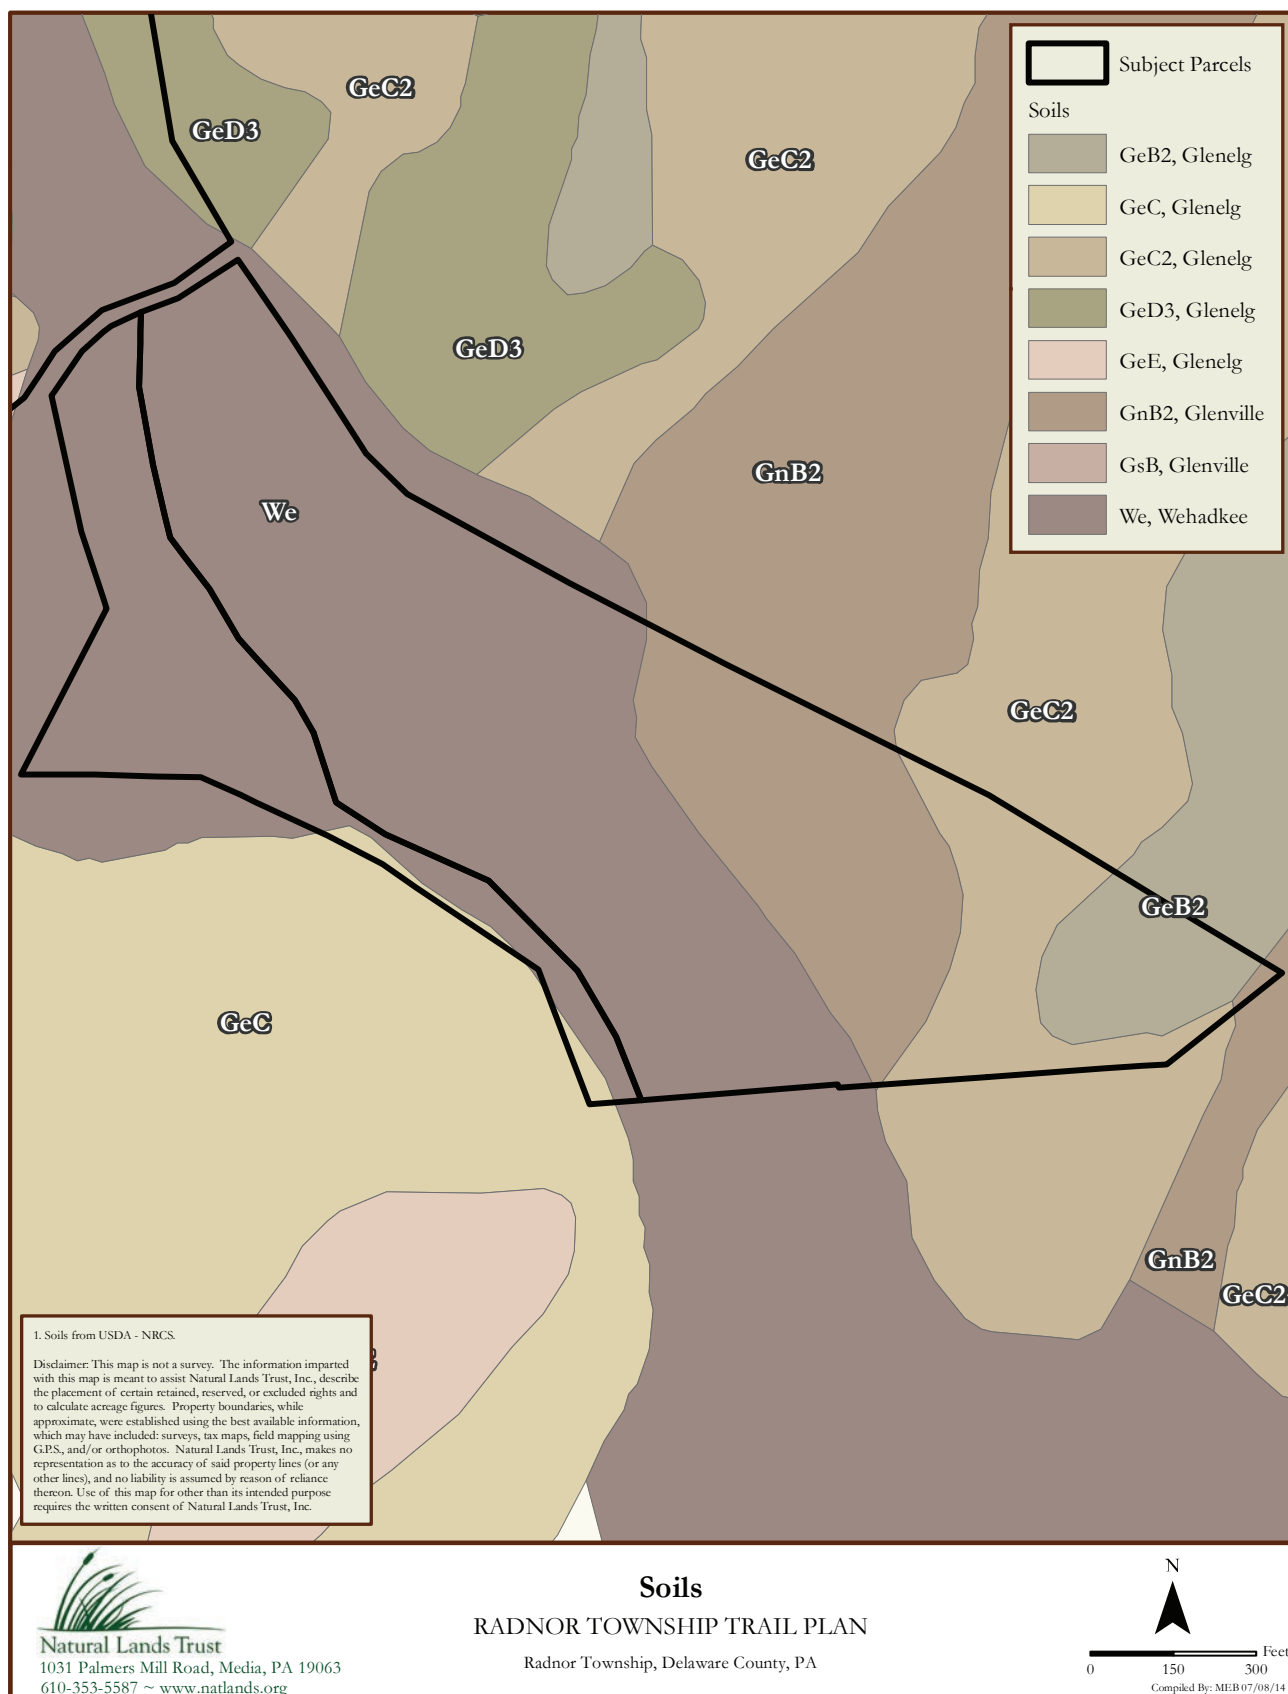 GeC2
GeD3
GeC2
GeD3
GnB2
We
GeC2
GeB2
GeC
GnB2
GeC2
Subject Parcels
Soils
GeB2, Glenelg
GeC, Glenelg
GeC2, Glenelg
GeD3, Glenelg
GeE, Glenelg
GnB2, Glenville
GsB, Glenville
We, Wehadkee
1. Soils from USDA - NRCS.
Disclaimer: This map is not a survey. The information imparted
with this map is meant to assist Natural Lands Trust, Inc., describe
the placement of certain retained, reserved, or excluded rights and
to calculate acreage figures. Property boundaries, while
approximate, were established using the best available information,
which may have included: surveys, tax maps, field mapping using
G.P.S., and/or orthophotos. Natural Lands Trust, Inc., makes no
representation as to the accuracy of said property lines (or any
other lines), and no liability is assumed by reason of reliance
thereon. Use of this map for other than its intended purpose
requires the written consent of Natural Lands Trust, Inc.
Natural Lands Trust
1031 Palmers Mill Road, Media, PA 19063
610-353-5587 ~ www.natlands.org
Soils
RADNOR TOWNSHIP TRAIL PLAN
Radnor Township, Delaware County, PA
N
Feet
0 150 300
Compiled By: MEB 07/08/14